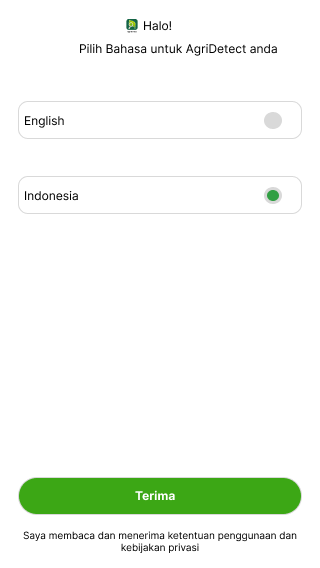 Halo!
Pilih Bahasa untuk AgriDetect anda
English
Indonesia
Terima
Saya membaca dan menerima ketentuan penggunaan dan
kebijakan privasi